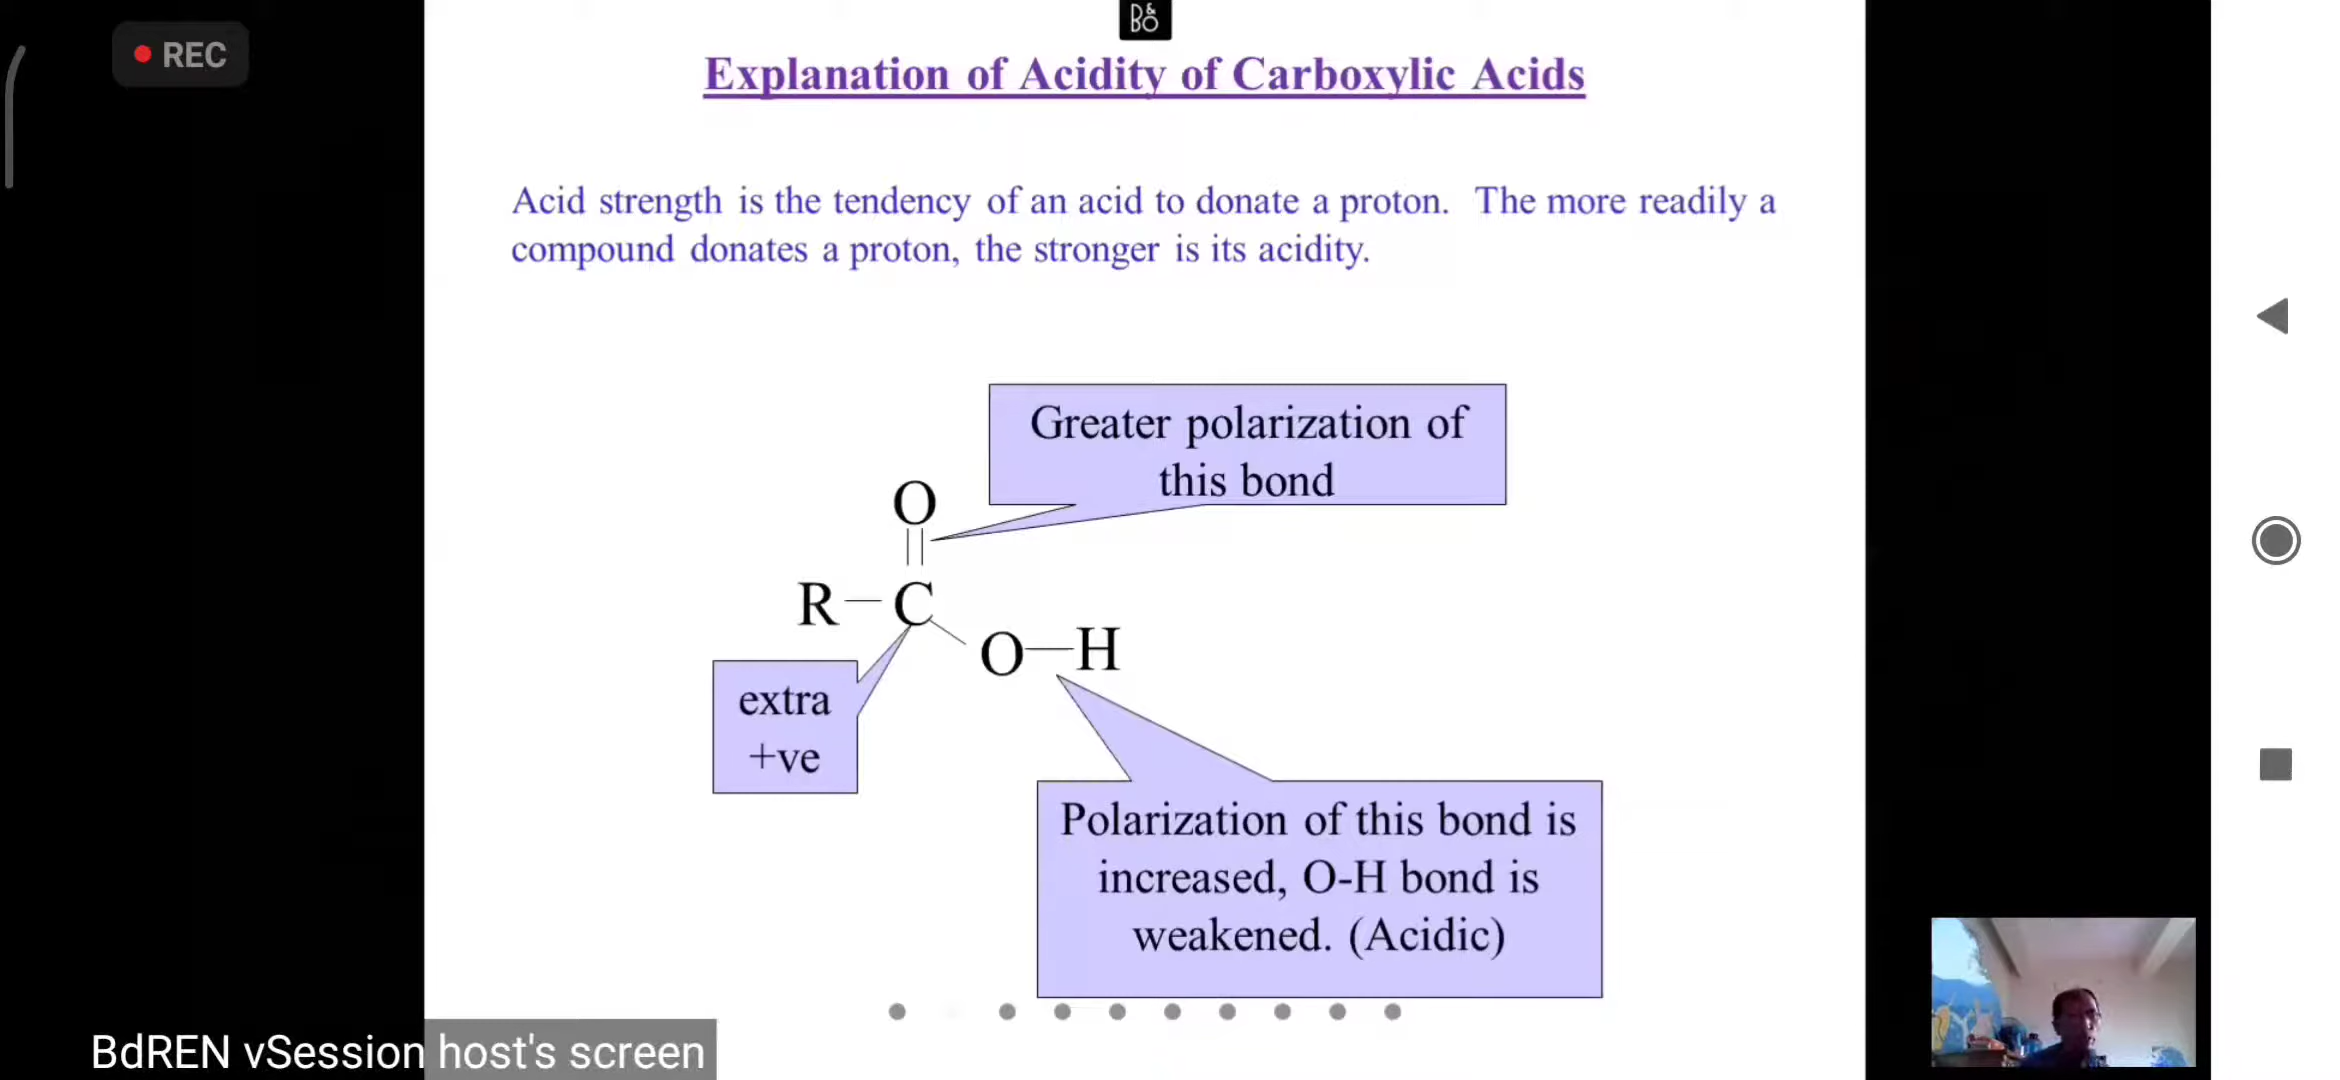 B&O
REC
Explanation of Acidity of Carboxylic Acids
Acid strength is the tendency of an acid to donate a proton. The more readily a
compound donates a proton, the stronger is its acidity.
Greater polarization of
this bond
O
R
C
O
H
extra
+ve
Polarization of this bond is
increased, O-H bond is
weakened. (Acidic)
BdREN vSession host's screen